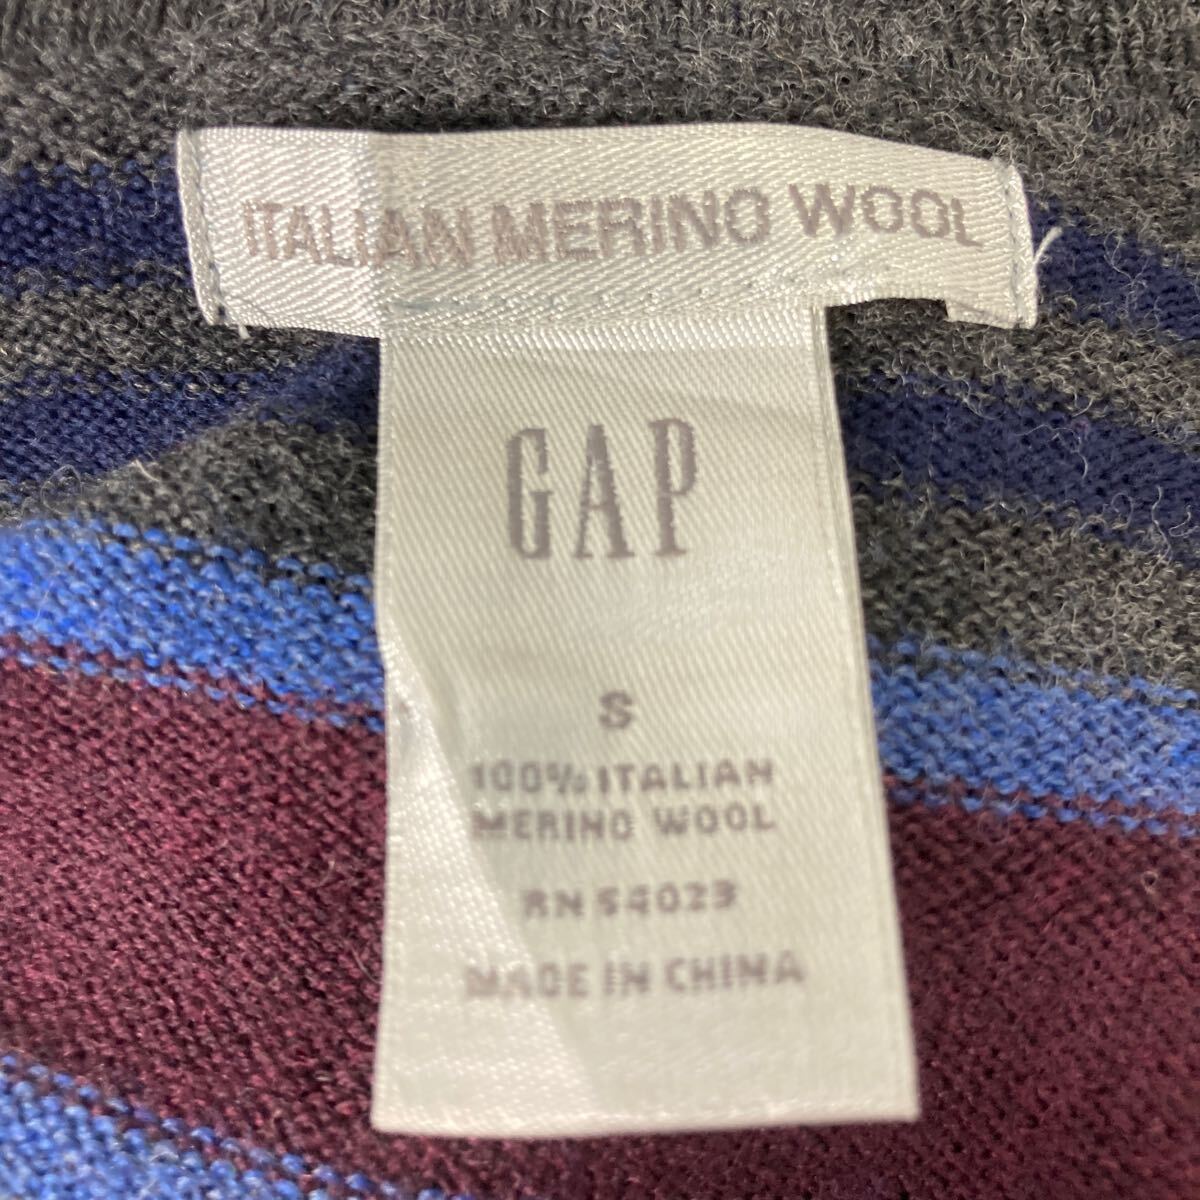 ITALIAN MERINO WOOL
GAP
S
100% ITALIAN
MERINO WOOL
RN 54023
MADE IN CHINA